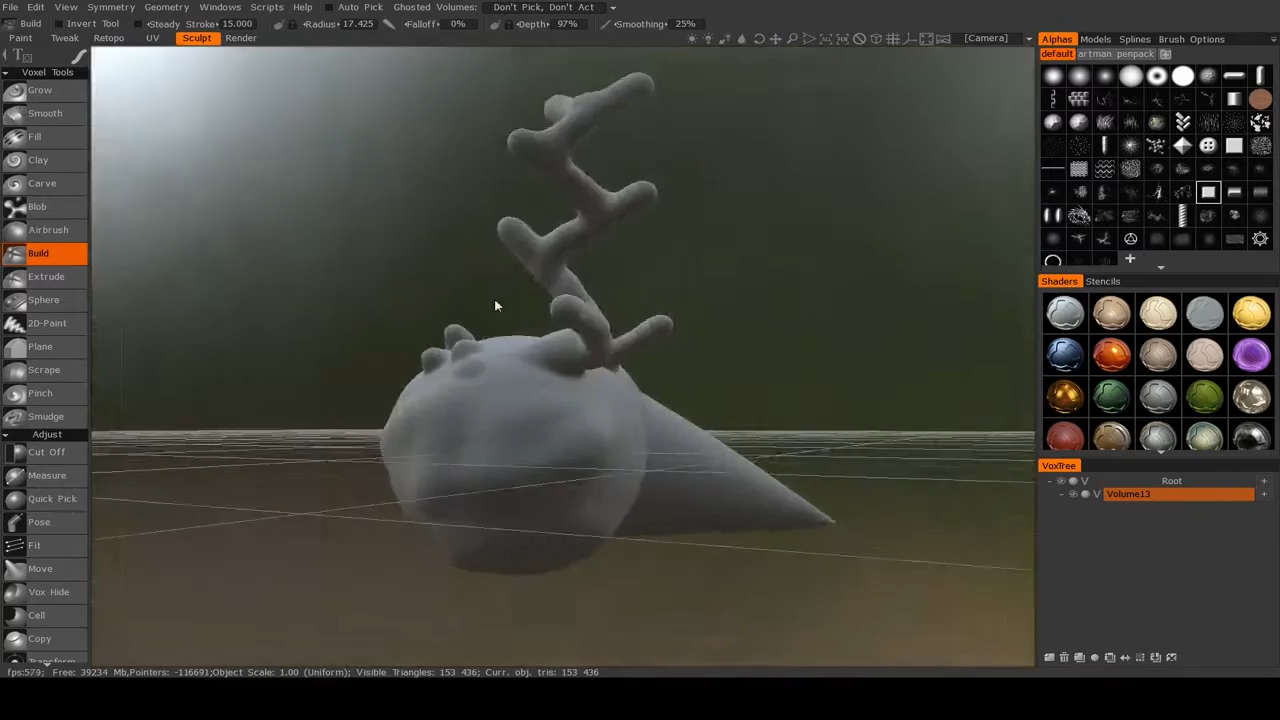 File Edit View Symmetry Geometry Windows Scripts Help Auto Pick Ghosted Volumes: Don't Pick, Don't Act
Build Invert Tool Steady Stroke 15.000 Radius 17.425 Falloff 0% Depth 97% Smoothing 25%
Paint Tweak Retopo UV Sculpt Render [Camera]
Voxel Tools
Grow
Smooth
Fill
Clay
Carve
Blob
Airbrush
Build
Extrude
Sphere
2D-Paint
Plane
Scrape
Pinch
Smudge
Adjust
Cut Off
Measure
Quick Pick
Pose
Fit
Move
Vox Hide
Cell
Copy
Transform
Alphas Models Splines Brush Options
default artman penpack
Shaders Stencils
VoxTree
V Root
V Volume13
fps:579; Free: 39234 Mb,Pointers: -116691;Object Scale: 1.00 (Uniform); Visible Triangles: 153 436; Curr. obj. tris: 153 436